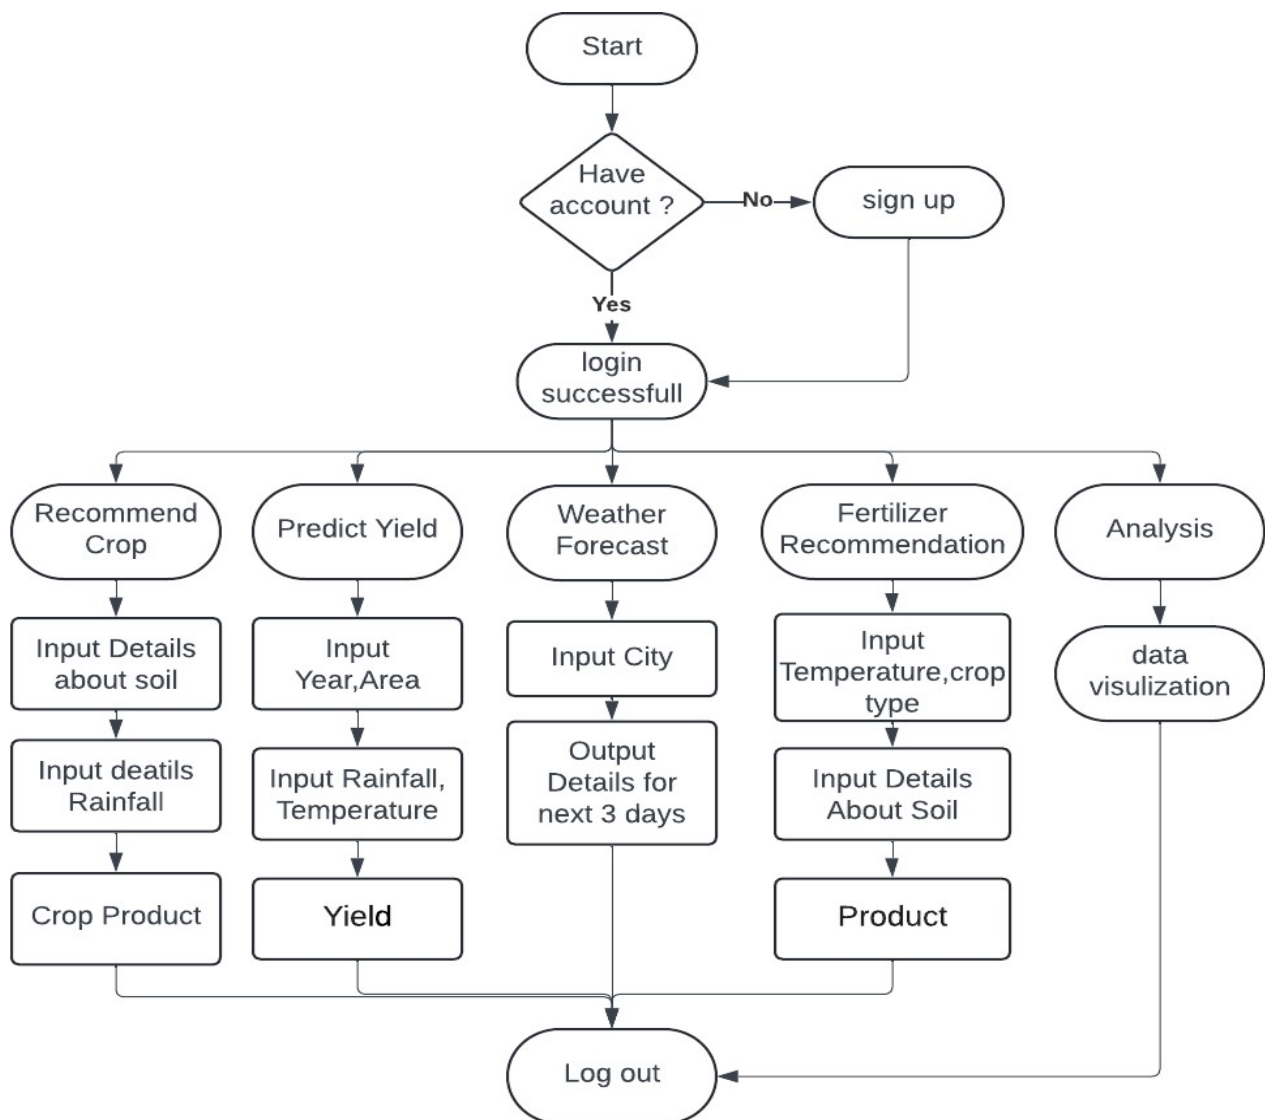 Start
Have
account ?
No
sign up
Yes
login
successfull
Recommend
Crop
Predict Yield
Weather
Forecast
Fertilizer
Recommendation
Analysis
Input Details
about soil
Input
Year,Area
Input City
Input
Temperature,crop
type
data
visulization
Input deatils
Rainfall
Input Rainfall,
Temperature
Output
Details for
next 3 days
Input Details
About Soil
Crop Product
Yield
Product
Log out